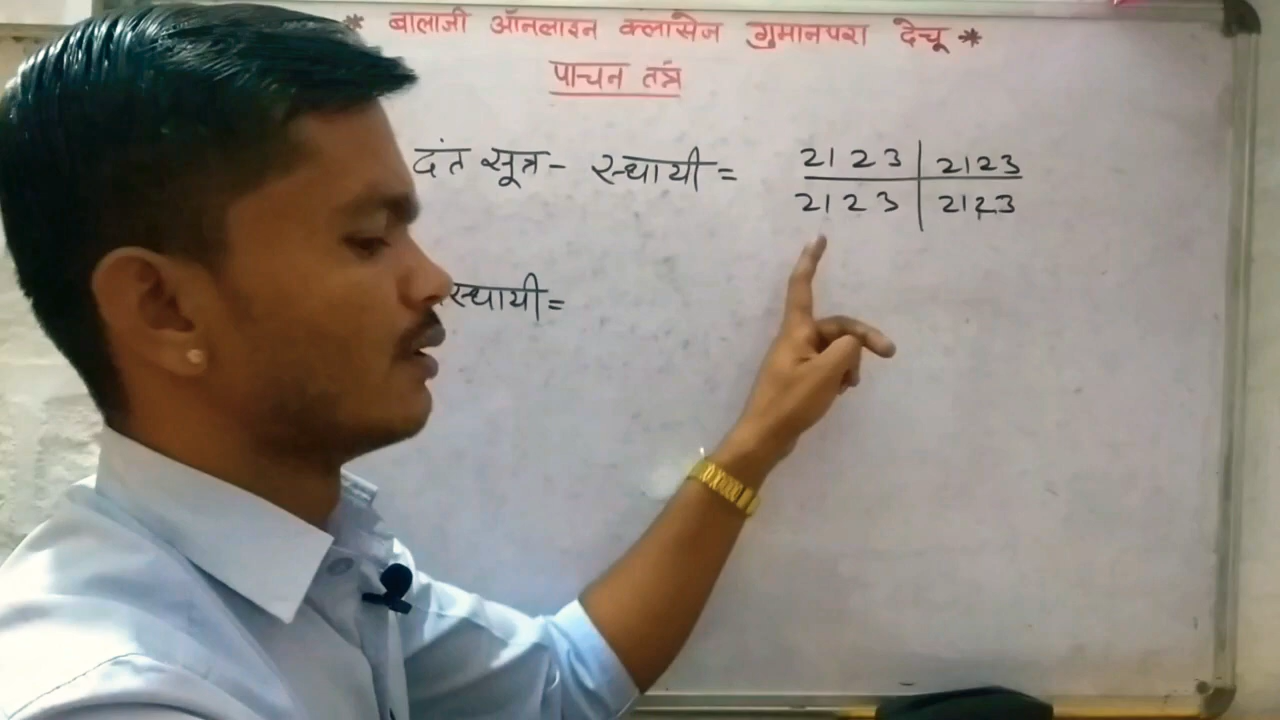 * बालाजी ऑनलाइन क्लासेज गुमानपरा देचू *
पाचन तंत्र
दंत सूत्र - स्थायी = 2123 | 2123
2123 | 2123
स्थायी =